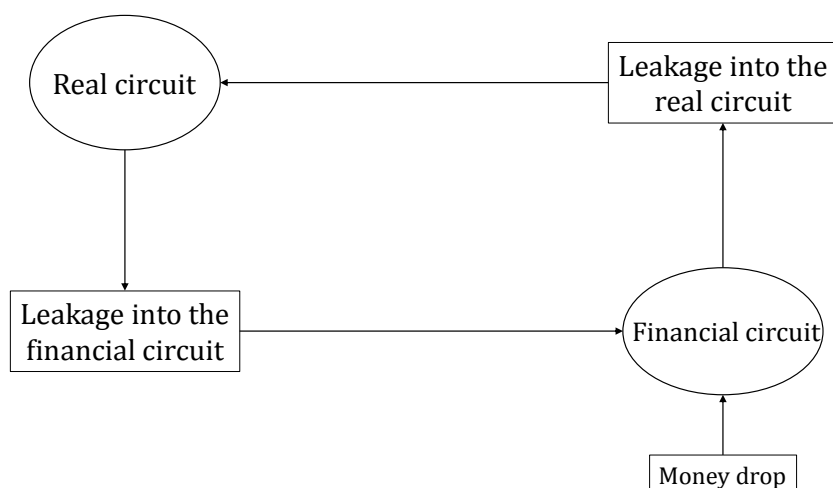 Real circuit
Leakage into the
real circuit
Leakage into the
financial circuit
Financial circuit
Money drop